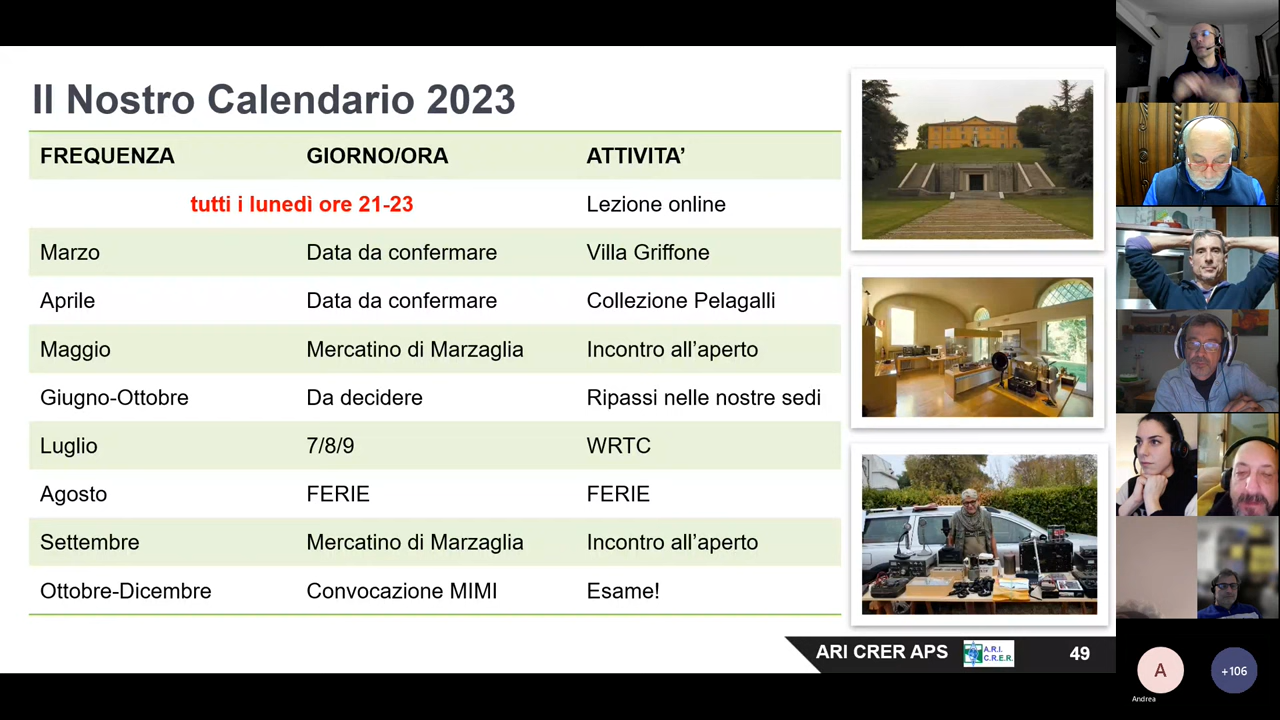 Il Nostro Calendario 2023
FREQUENZA GIORNO/ORA ATTIVITA’
tutti i lunedì ore 21-23 Lezione online
Marzo Data da confermare Villa Griffone
Aprile Data da confermare Collezione Pelagalli
Maggio Mercatino di Marzaglia Incontro all’aperto
Giugno-Ottobre Da decidere Ripassi nelle nostre sedi
Luglio 7/8/9 WRTC
Agosto FERIE FERIE
Settembre Mercatino di Marzaglia Incontro all’aperto
Ottobre-Dicembre Convocazione MIMI Esame!
ARI CRER APS
A.R.I.
C.R.E.R.
49
A
Andrea
+106